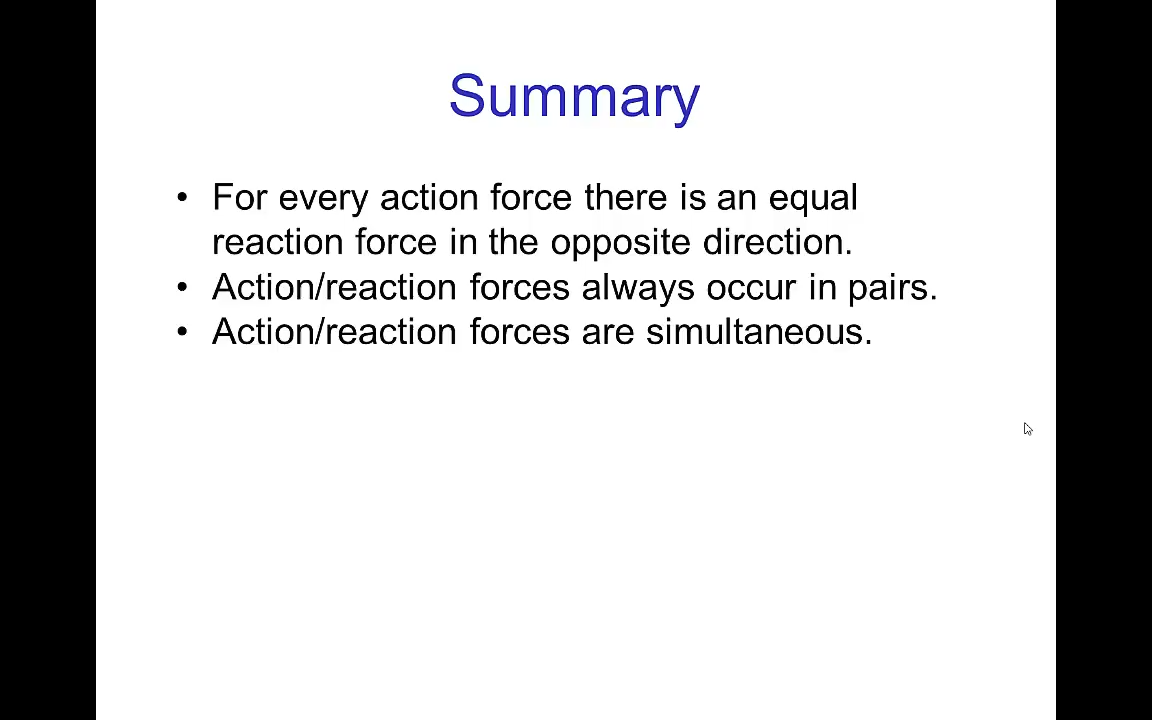 Summary
• For every action force there is an equal
reaction force in the opposite direction.
• Action/reaction forces always occur in pairs.
• Action/reaction forces are simultaneous.